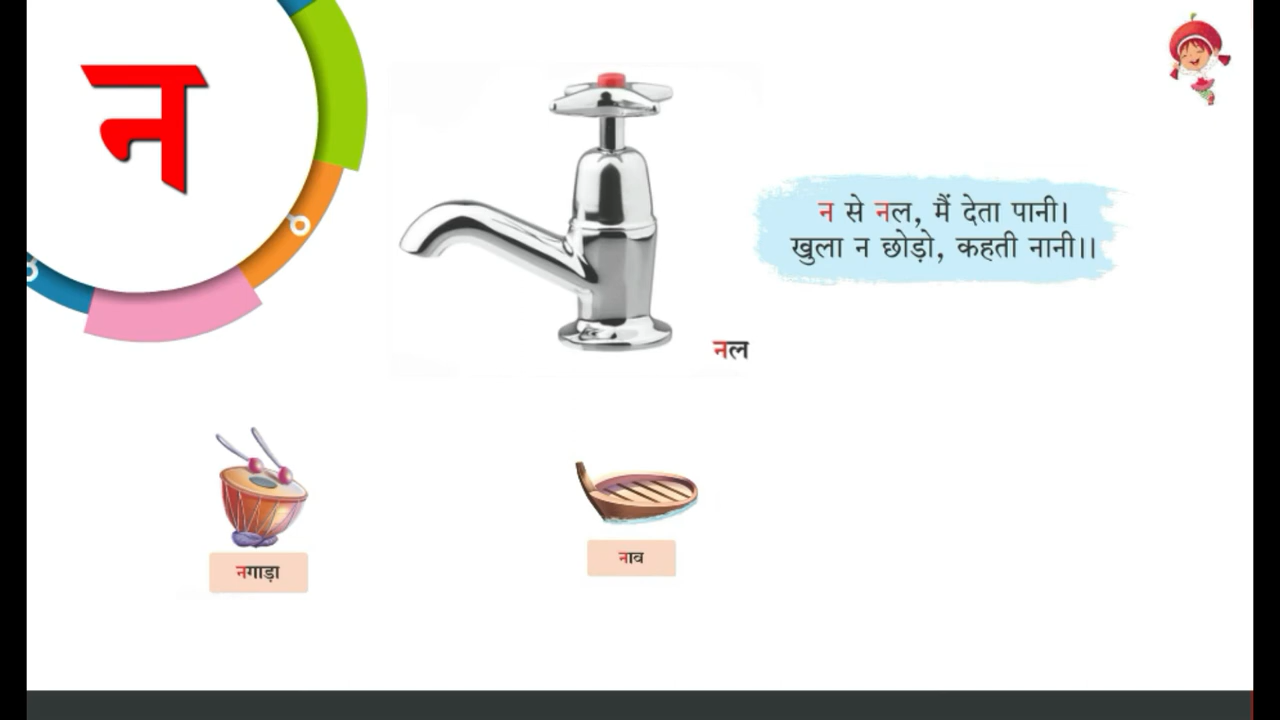 न
न से नल, मैं देता पानी।
खुला न छोड़ो, कहती नानी।।
नल
नगाड़ा
नाव